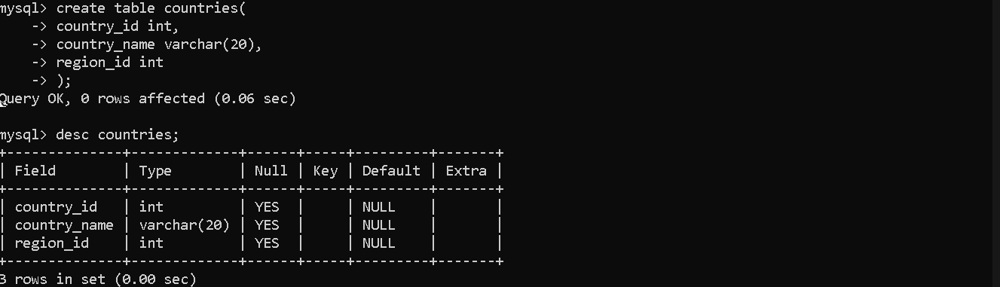 mysql> create table countries(
    -> country_id int,
    -> country_name varchar(20),
    -> region_id int
    -> );
Query OK, 0 rows affected (0.06 sec)

mysql> desc countries;
+--------------+-------------+------+-----+---------+-------+
| Field        | Type        | Null | Key | Default | Extra |
+--------------+-------------+------+-----+---------+-------+
| country_id   | int         | YES  |     | NULL    |       |
| country_name | varchar(20) | YES  |     | NULL    |       |
| region_id    | int         | YES  |     | NULL    |       |
+--------------+-------------+------+-----+---------+-------+
3 rows in set (0.00 sec)